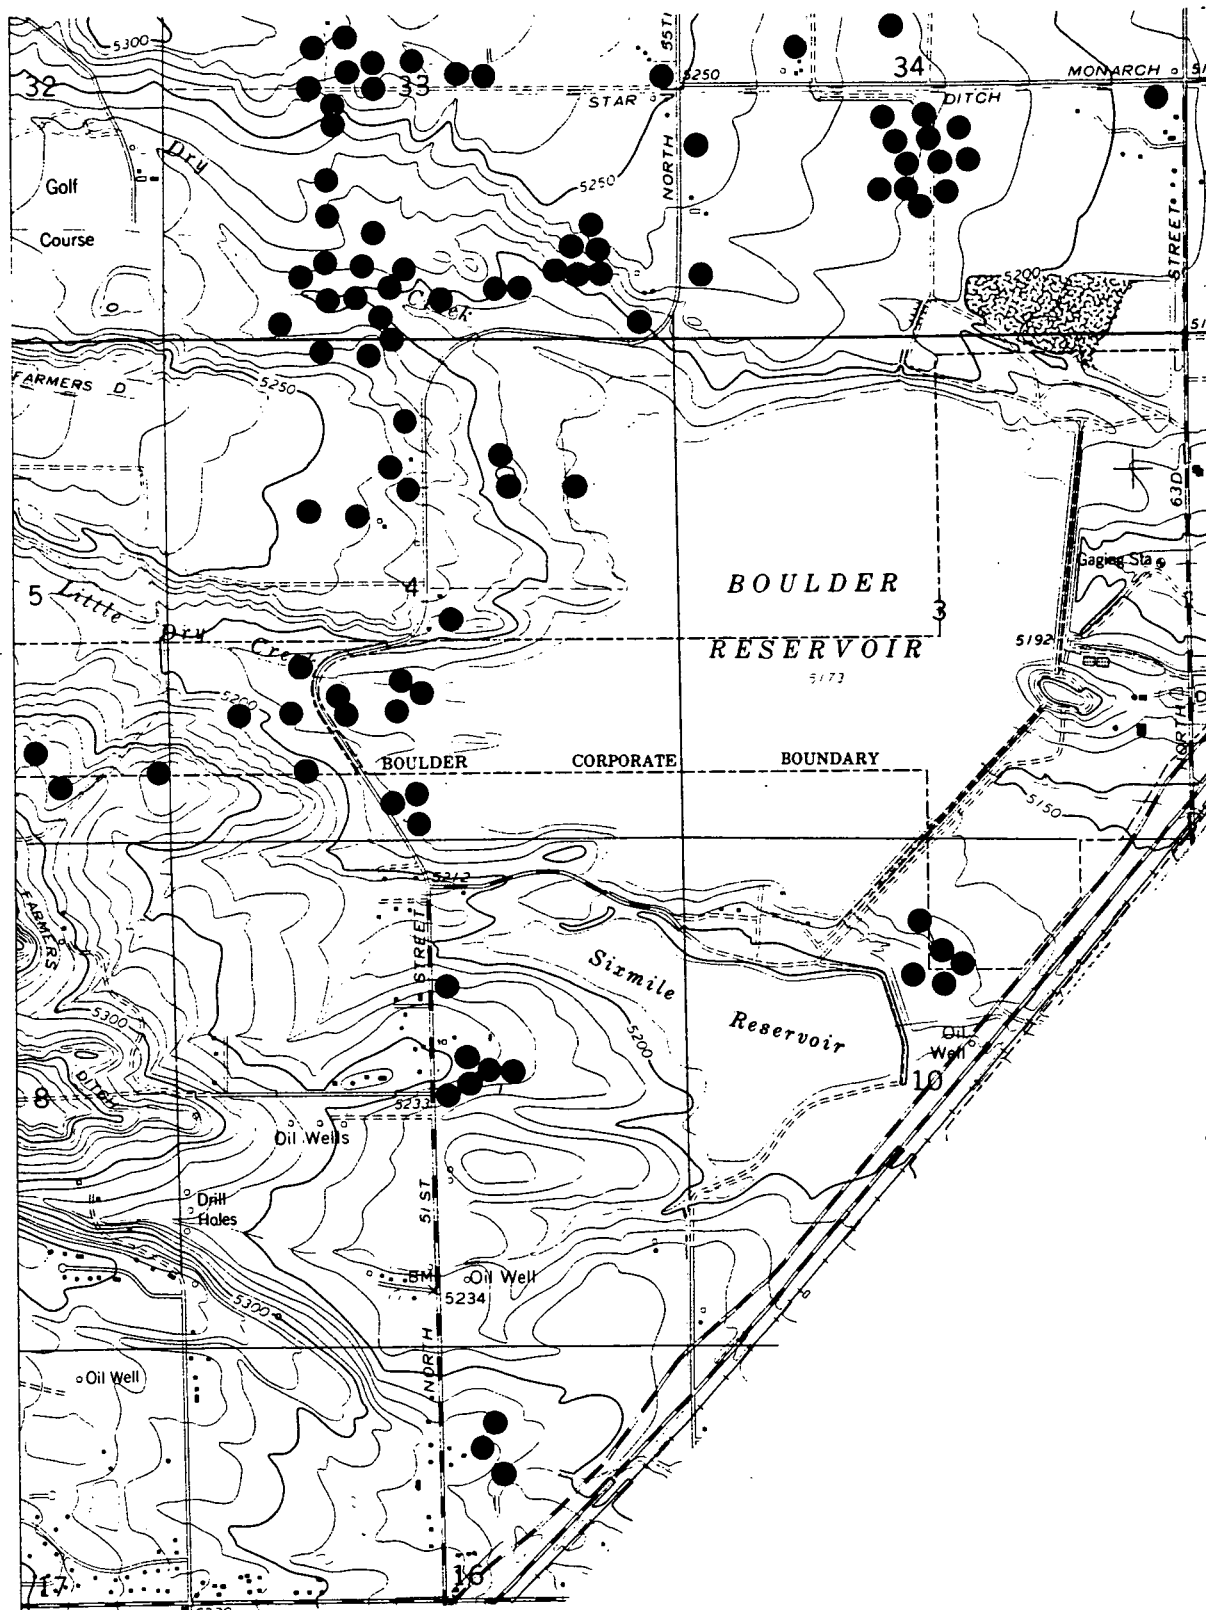 5300
55TH
32
33
34
5250
MONARCH
STAR
DITCH
Dry
NORTH
Golf
5250
Course
STREET
5200
Creek
FARMERS D
5250
63D
Gaging Sta
5
Little
4
BOULDER
3
Dry
Creek
RESERVOIR
5192
5173
5200
BOULDER CORPORATE BOUNDARY
5150
5212
FARMERS
STREET
Sixmile
5300
Reservoir
5200
Oil
Well
DITCH
10
8
5233
Oil Wells
51 ST
Drill
Holes
BM
Oil Well
5234
5300
NORTH
Oil Well
17
16